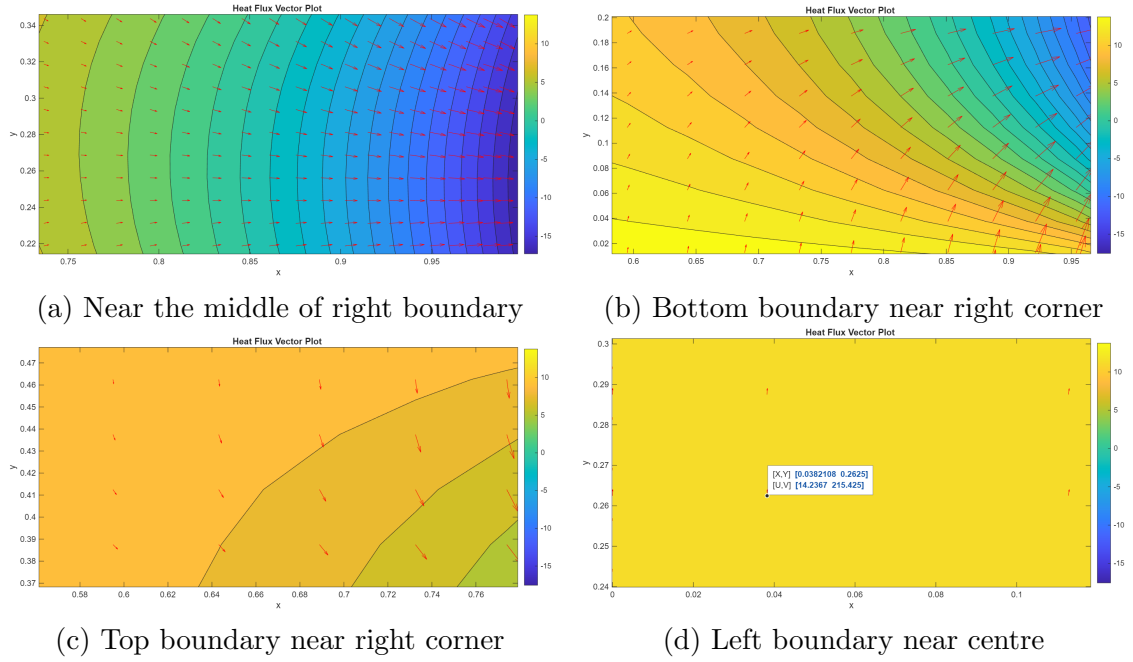 Heat Flux Vector Plot
0.34
0.32
0.3
0.28
0.26
0.24
0.22
y
0.75 0.8 0.85 0.9 0.95
x
10
5
0
-5
-10
-15
(a) Near the middle of right boundary
Heat Flux Vector Plot
0.2
0.18
0.16
0.14
0.12
0.1
0.08
0.06
0.04
0.02
y
0.6 0.65 0.7 0.75 0.8 0.85 0.9 0.95
x
10
5
0
-5
-10
-15
(b) Bottom boundary near right corner
Heat Flux Vector Plot
0.47
0.46
0.45
0.44
0.43
0.42
0.41
0.4
0.39
0.38
0.37
y
0.58 0.6 0.62 0.64 0.66 0.68 0.7 0.72 0.74 0.76
x
10
5
0
-5
-10
-15
(c) Top boundary near right corner
Heat Flux Vector Plot
0.3
0.29
0.28
0.27
0.26
0.25
0.24
y
[X,Y] [0.0382108 0.2625]
[U,V] [14.2367 215.425]
0 0.02 0.04 0.06 0.08 0.1
x
10
5
0
-5
-10
-15
(d) Left boundary near centre